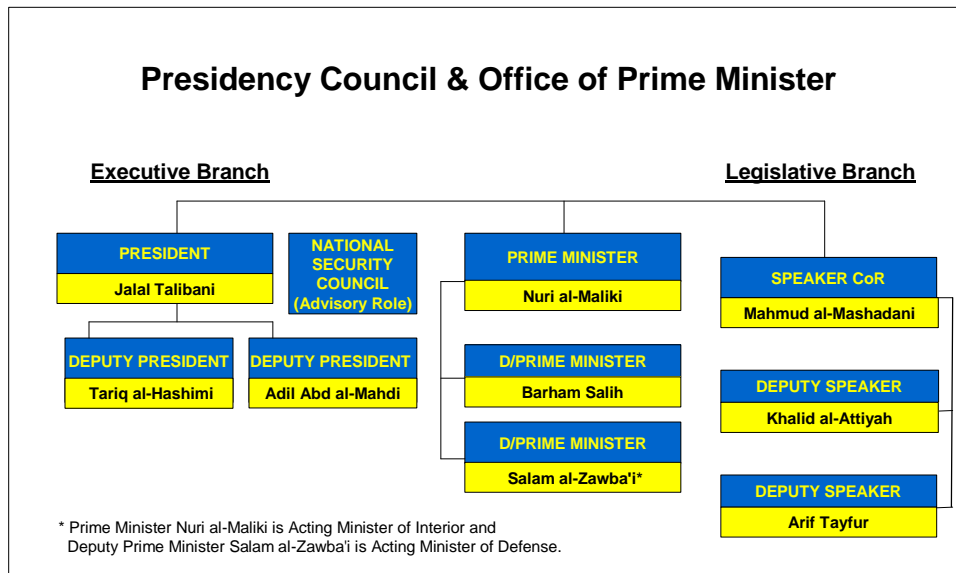 Presidency Council & Office of Prime Minister
Executive Branch
Legislative Branch
PRESIDENT
Jalal Talibani
NATIONAL
SECURITY
COUNCIL
(Advisory Role)
PRIME MINISTER
Nuri al-Maliki
SPEAKER CoR
Mahmud al-Mashadani
DEPUTY PRESIDENT
Tariq al-Hashimi
DEPUTY PRESIDENT
Adil Abd al-Mahdi
D/PRIME MINISTER
Barham Salih
DEPUTY SPEAKER
Khalid al-Attiyah
D/PRIME MINISTER
Salam al-Zawba'i*
DEPUTY SPEAKER
Arif Tayfur
* Prime Minister Nuri al-Maliki is Acting Minister of Interior and
Deputy Prime Minister Salam al-Zawba'i is Acting Minister of Defense.